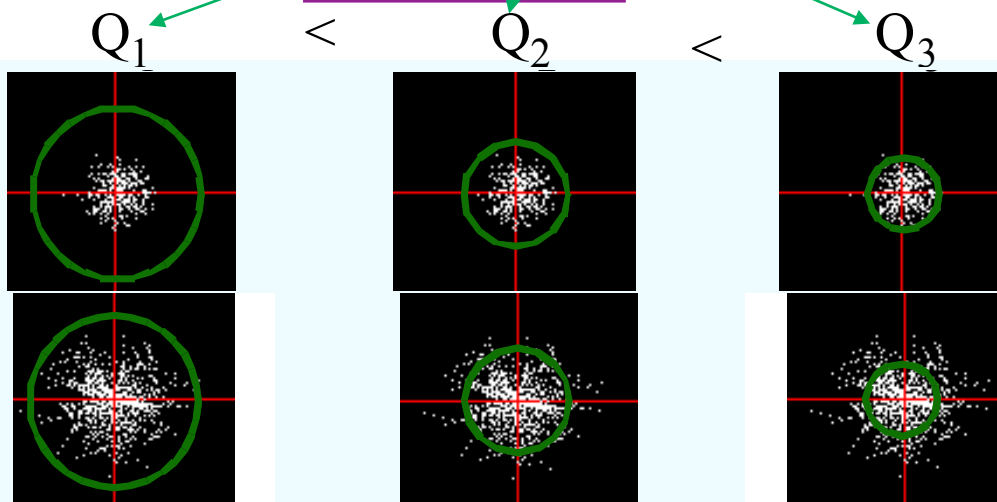 Q₁ < Q₂ < Q₃